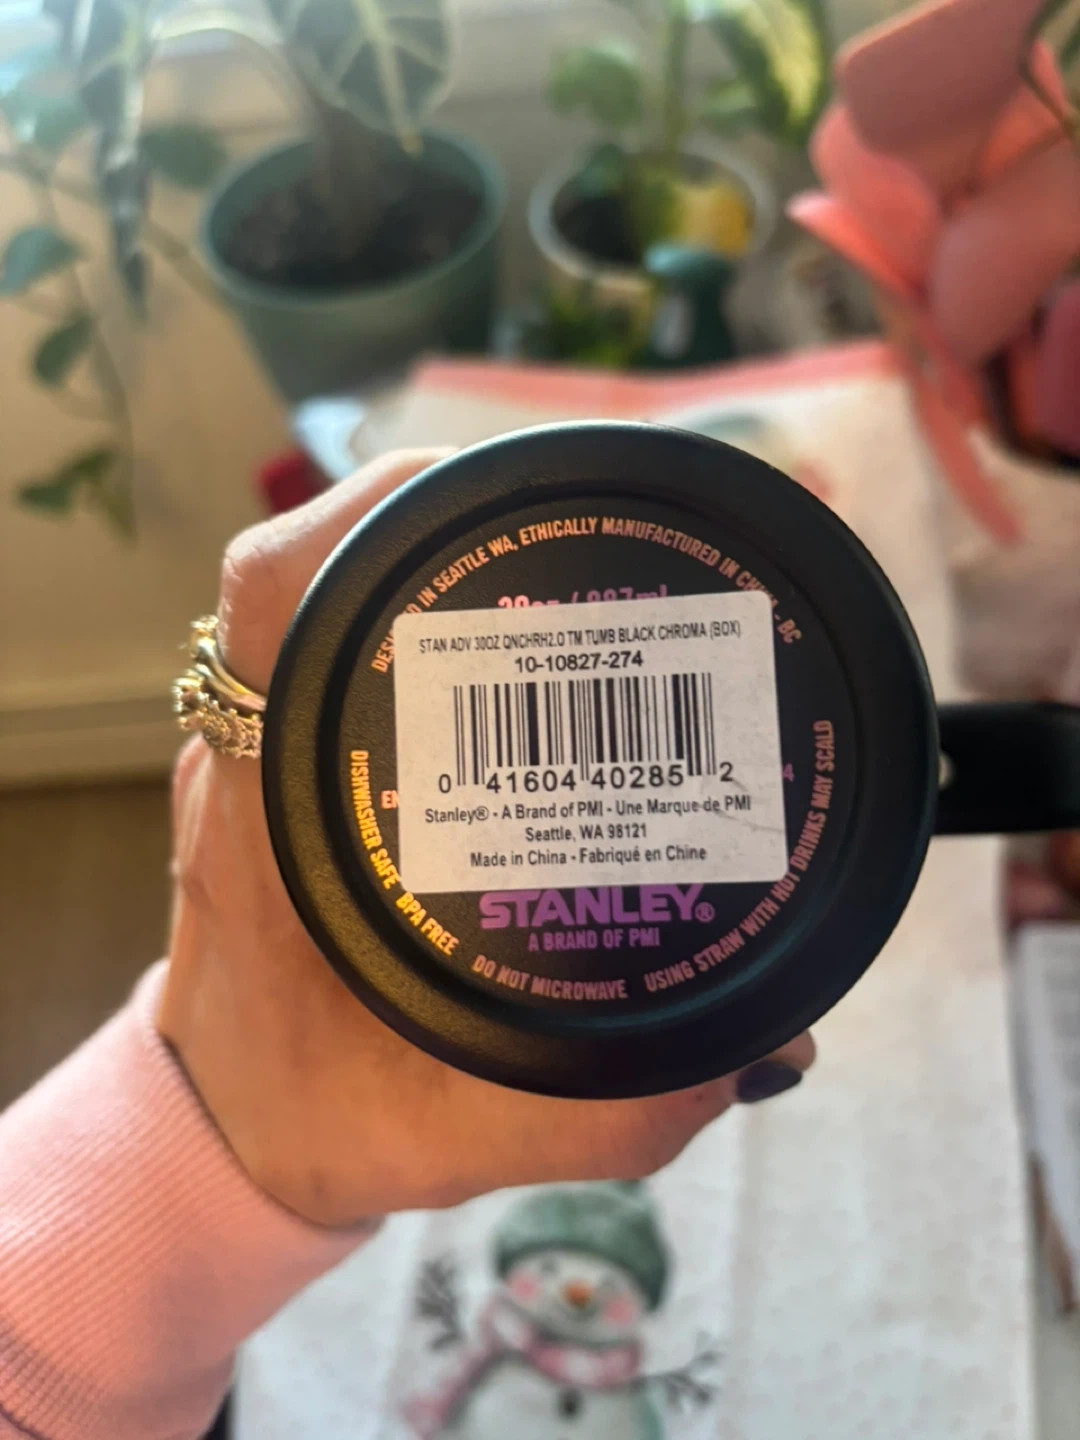 IN SEATTLE WA, ETHICALLY MANUFACTURED IN CHINA - BC
30oz / 887ml
STAN ADV 30OZ QNCHRH2.O TM TUMB BLACK CHROMA (BOX)
10-10827-274
0 41604 40285 2
Stanley® - A Brand of PMI - Une Marque de PMI
Seattle, WA 98121
Made in China - Fabriqué en Chine
STANLEY®
A BRAND OF PMI
DISHWASHER SAFE BPA FREE
DO NOT MICROWAVE
USING STRAW WITH HOT DRINKS MAY SCALD